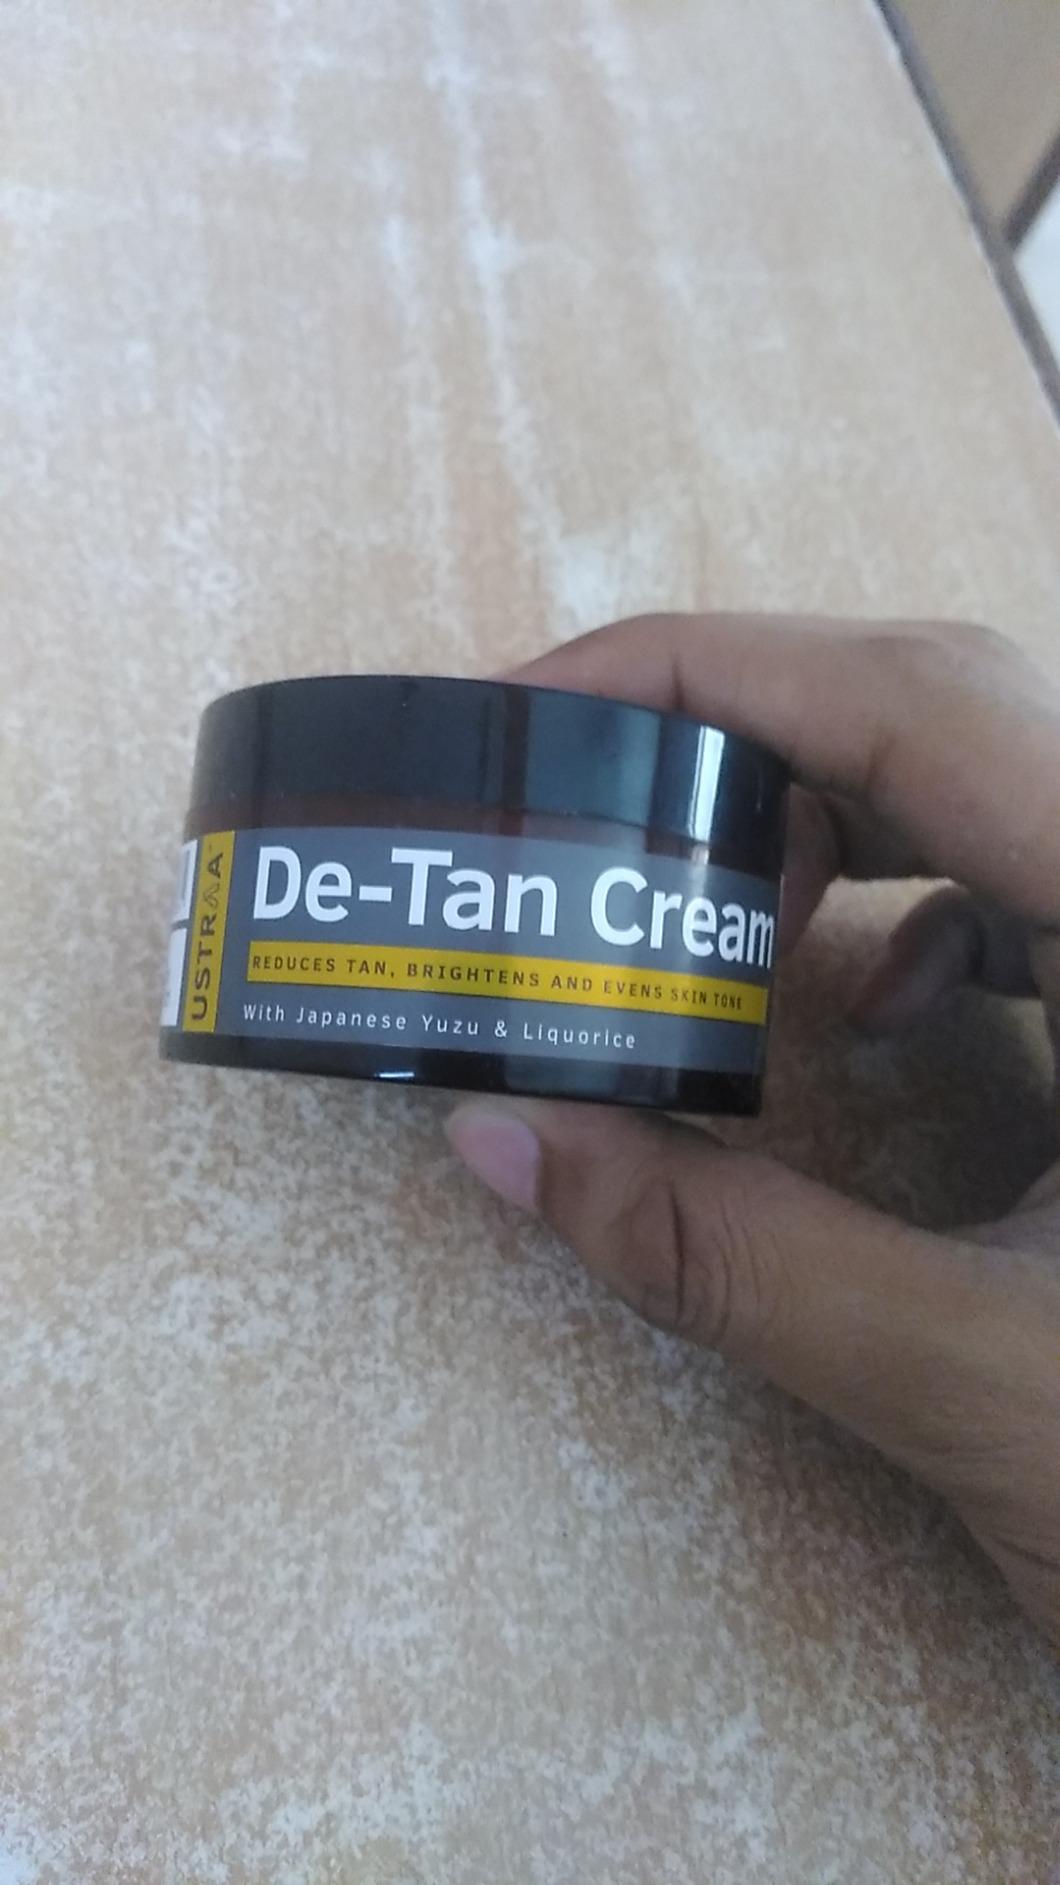 USTRAA
De-Tan Cream
REDUCES TAN, BRIGHTENS AND EVENS SKIN TONE
With Japanese Yuzu & Liquorice